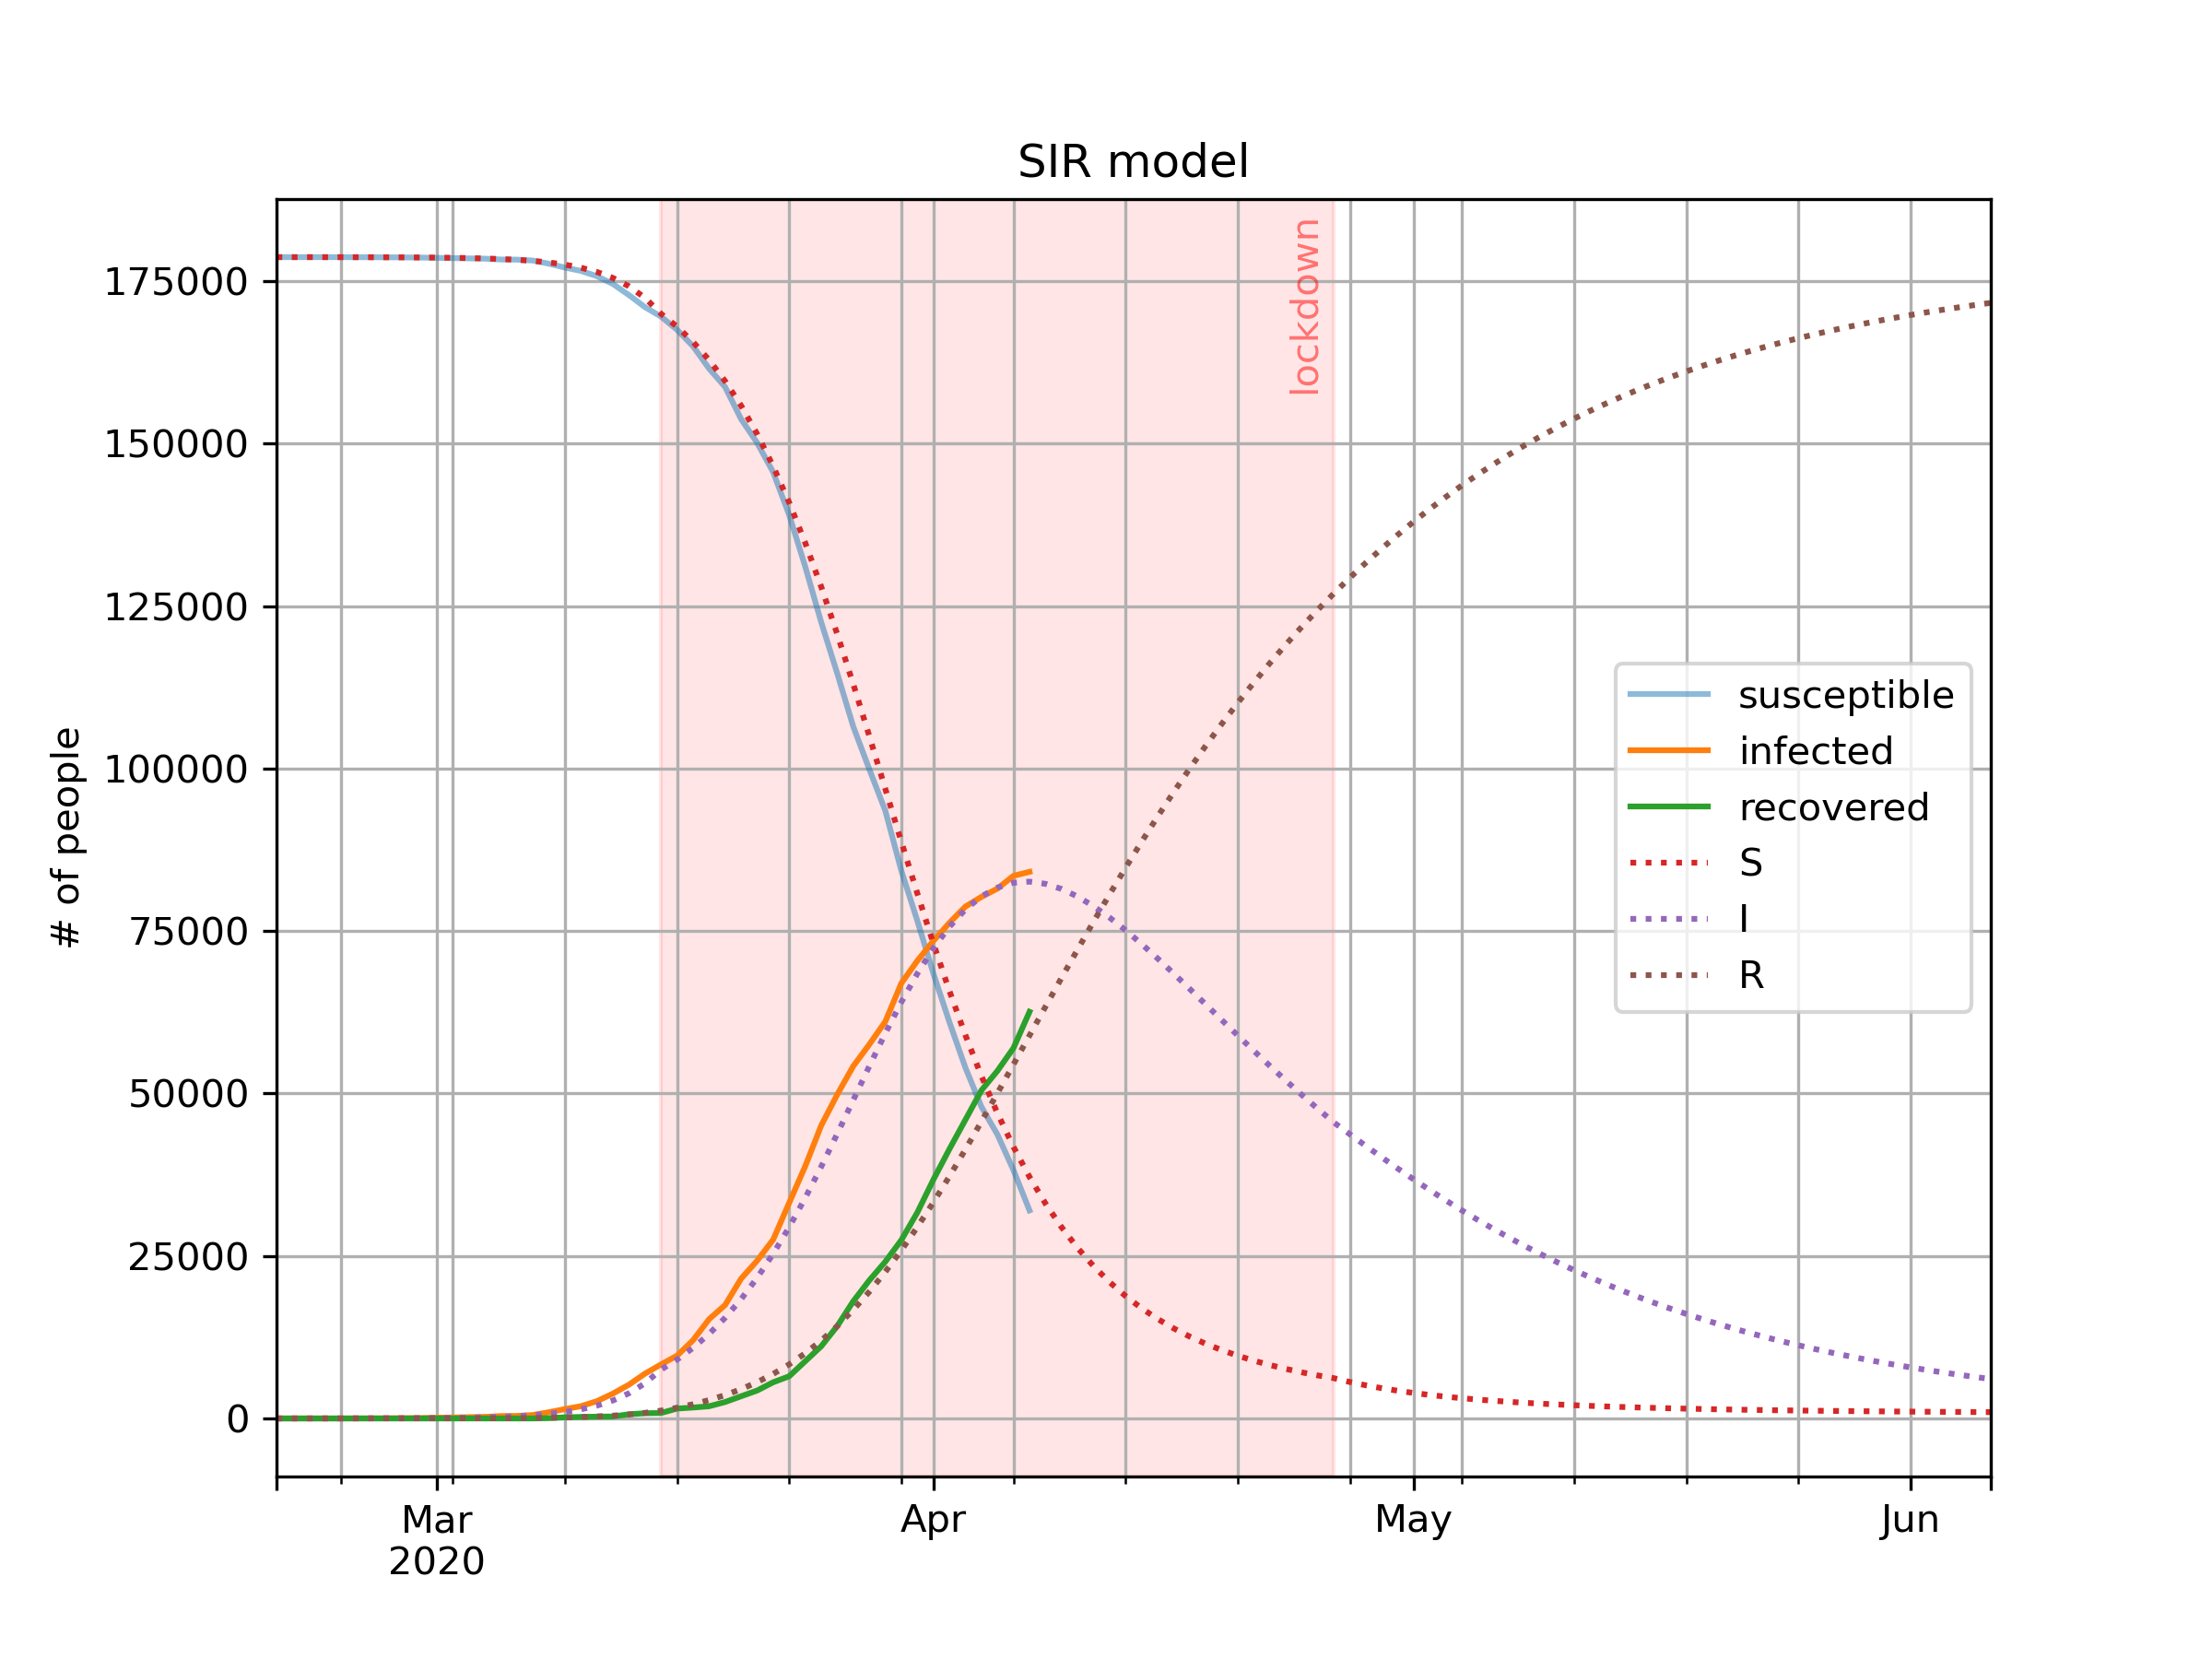 SIR model
lockdown
# of people
175000
150000
125000
100000
75000
50000
25000
0
susceptible
infected
recovered
S
I
R
Mar
2020
Apr
May
Jun